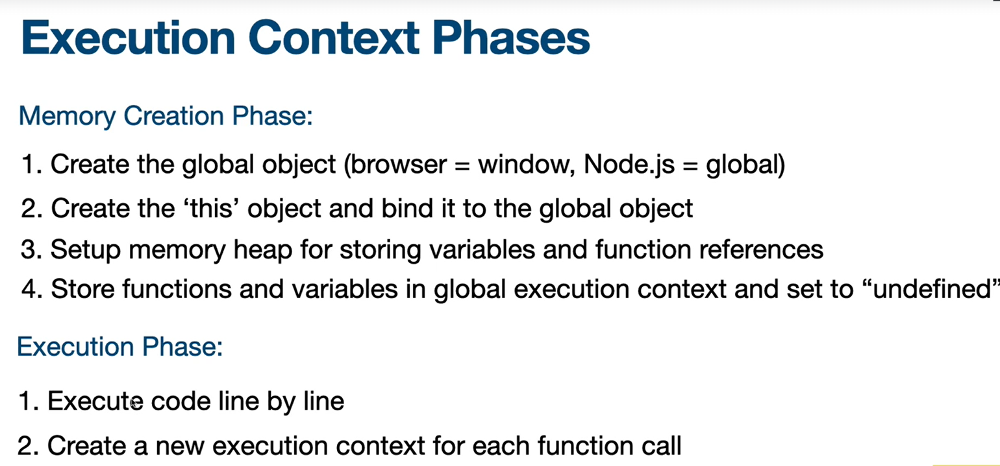 Execution Context Phases
Memory Creation Phase:
1. Create the global object (browser = window, Node.js = global)
2. Create the ‘this’ object and bind it to the global object
3. Setup memory heap for storing variables and function references
4. Store functions and variables in global execution context and set to “undefined”
Execution Phase:
1. Execute code line by line
2. Create a new execution context for each function call